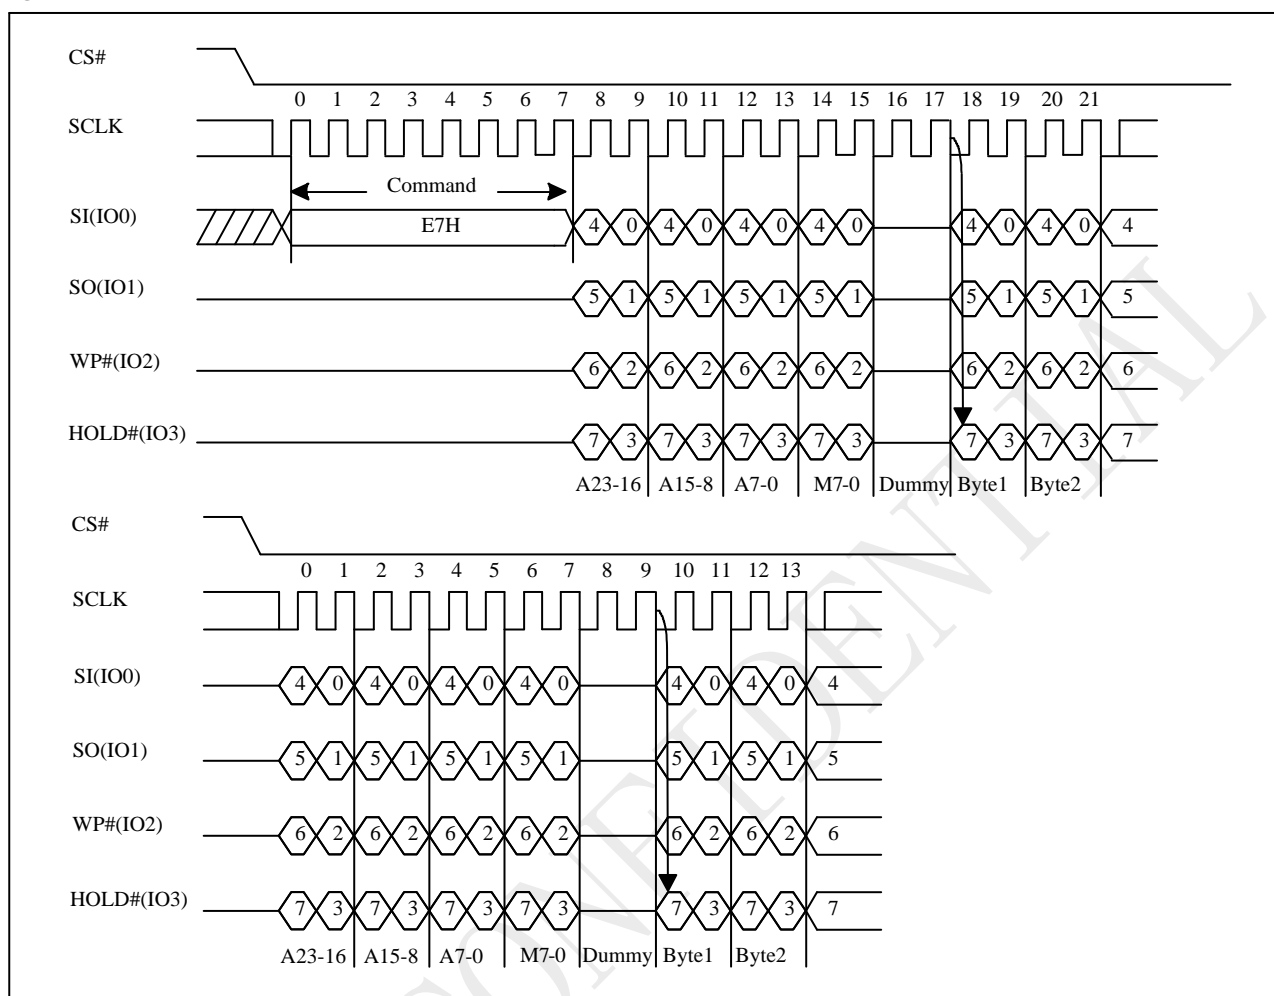 CS#
0 1 2 3 4 5 6 7 8 9 10 11 12 13 14 15 16 17 18 19 20 21
SCLK
Command
SI(IO0) E7H 4 0 4 0 4 0 4 0 4 0 4 0 4
SO(IO1) 5 1 5 1 5 1 5 1 5 1 5 1 5
WP#(IO2) 6 2 6 2 6 2 6 2 6 2 6 2 6
HOLD#(IO3) 7 3 7 3 7 3 7 3 7 3 7 3 7
A23-16 A15-8 A7-0 M7-0 Dummy Byte1 Byte2
CS#
0 1 2 3 4 5 6 7 8 9 10 11 12 13
SCLK
SI(IO0) 4 0 4 0 4 0 4 0 4 0 4 0 4
SO(IO1) 5 1 5 1 5 1 5 1 5 1 5 1 5
WP#(IO2) 6 2 6 2 6 2 6 2 6 2 6 2 6
HOLD#(IO3) 7 3 7 3 7 3 7 3 7 3 7 3 7
A23-16 A15-8 A7-0 M7-0 Dummy Byte1 Byte2
CONFIDENTIAL